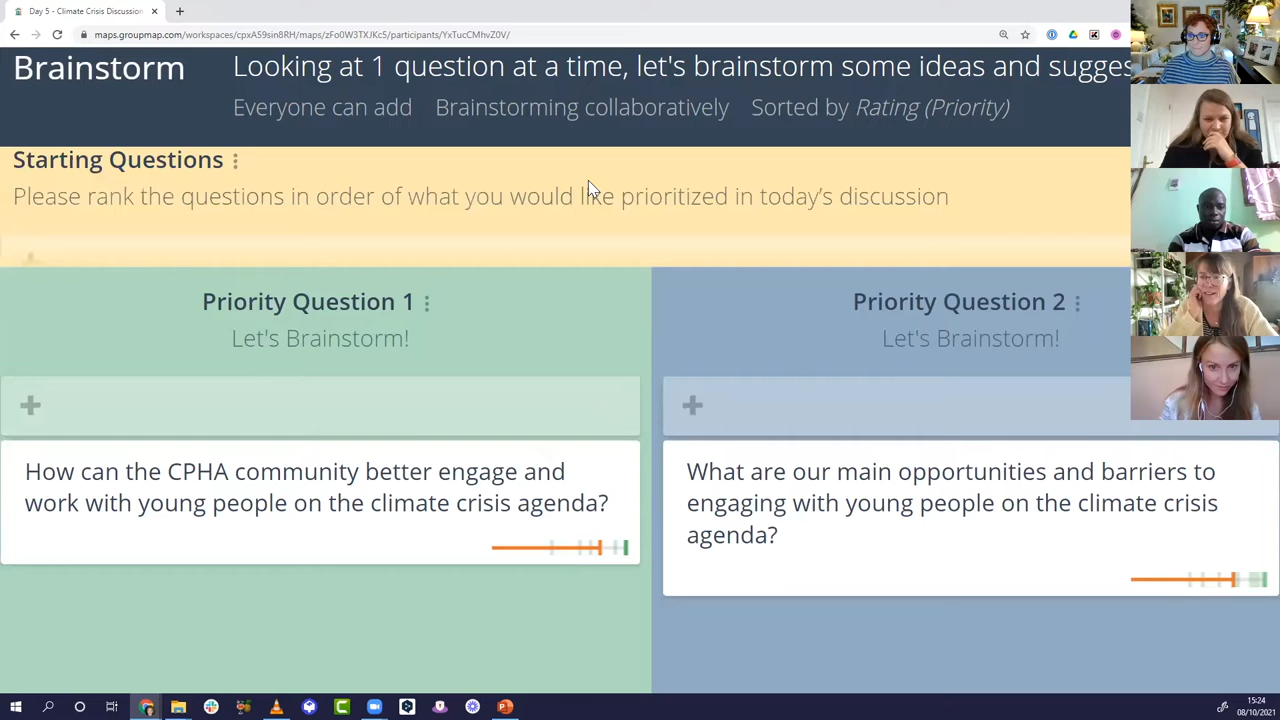 Day 5 - Climate Crisis Discussion
maps.groupmap.com/workspaces/cpxA59sin8RH/maps/zFo0W3TXJKc5/participants/YxTucCMhvZ0V/
Brainstorm
Looking at 1 question at a time, let's brainstorm some ideas and sugges
Everyone can add Brainstorming collaboratively Sorted by Rating (Priority)
Starting Questions
Please rank the questions in order of what you would like prioritized in today's discussion
Priority Question 1
Let's Brainstorm!
How can the CPHA community better engage and
work with young people on the climate crisis agenda?
Priority Question 2
Let's Brainstorm!
What are our main opportunities and barriers to
engaging with young people on the climate crisis
agenda?
15:24
08/10/2021